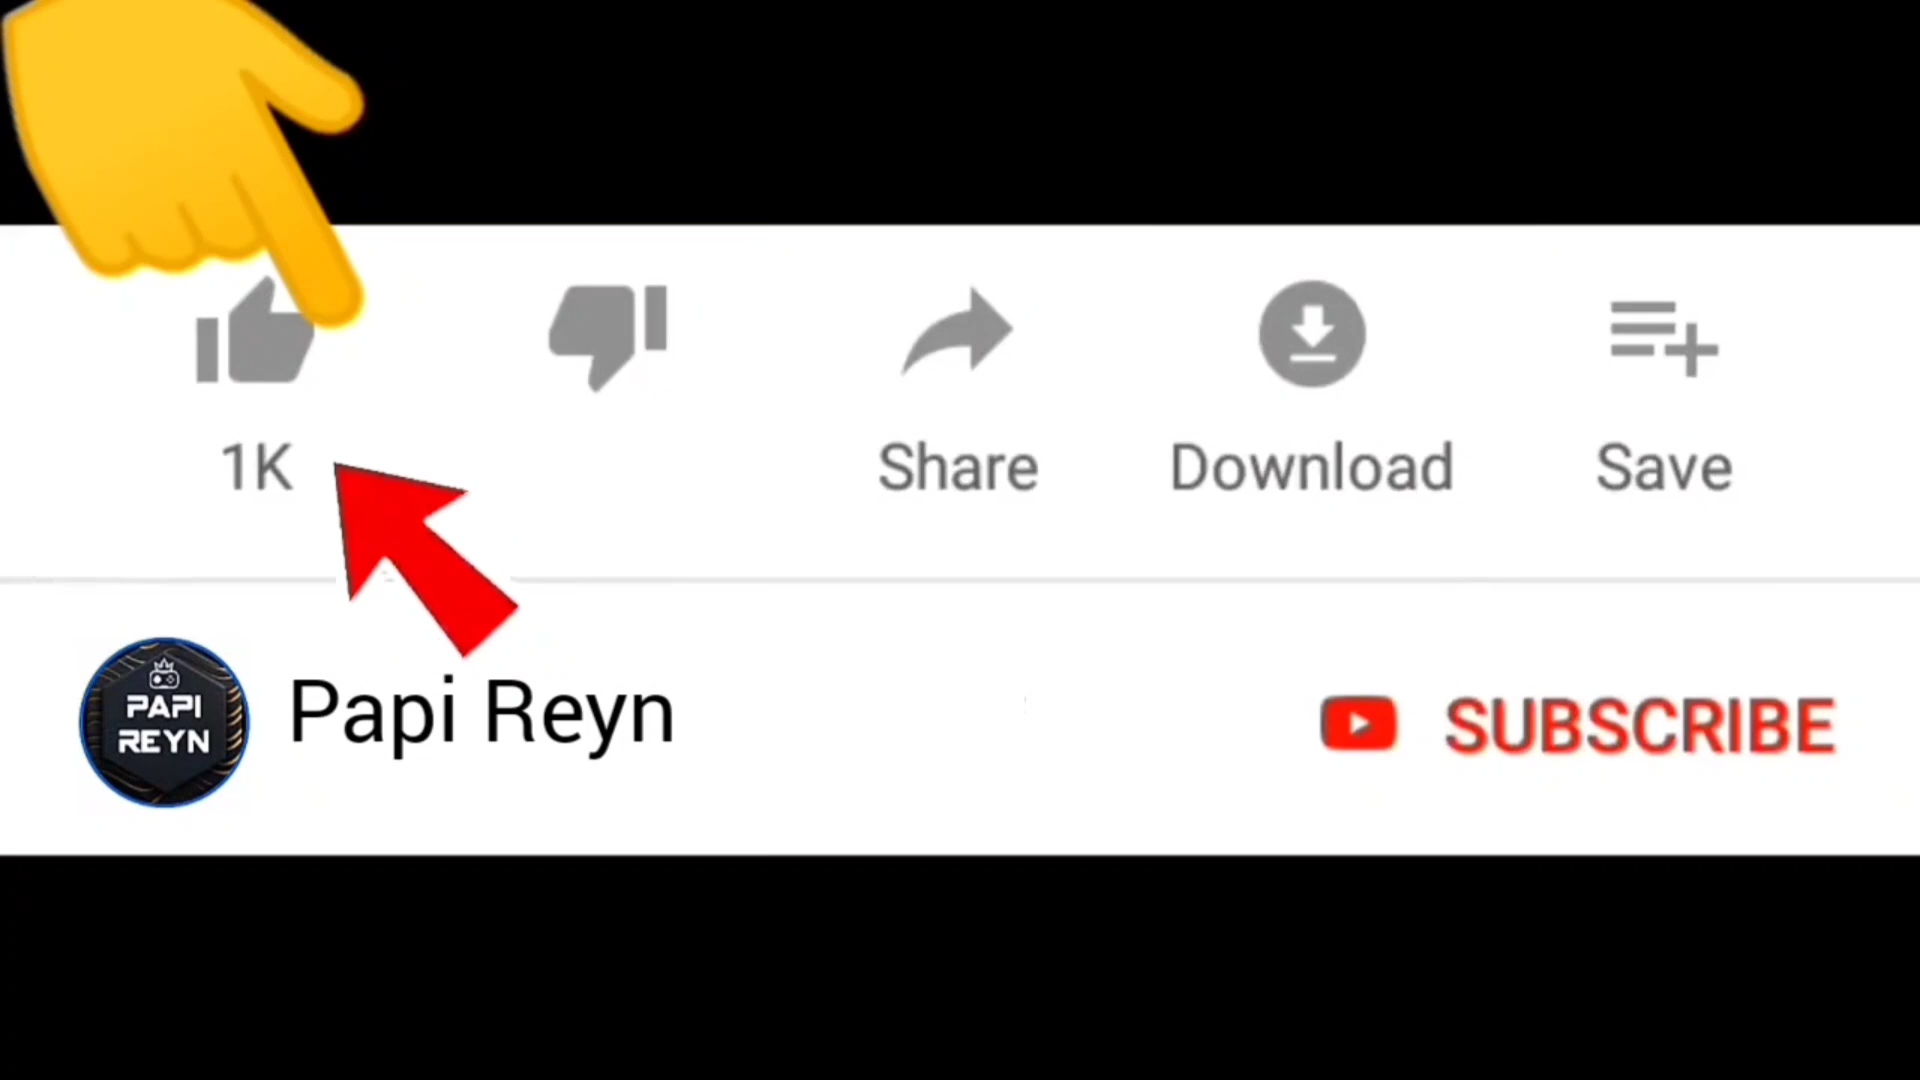 1K
Share
Download
Save
PAPI
REYN
Papi Reyn
SUBSCRIBE